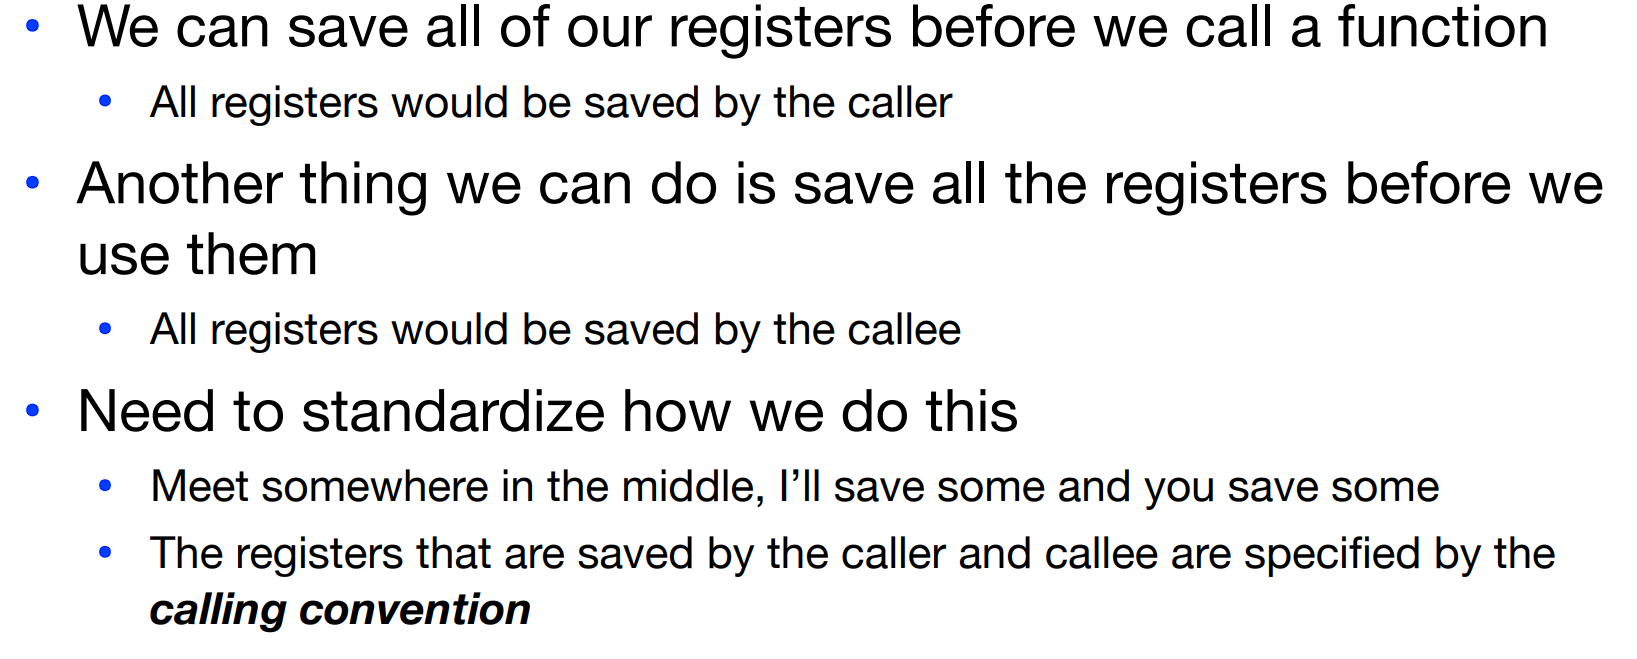 • We can save all of our registers before we call a function
• All registers would be saved by the caller
• Another thing we can do is save all the registers before we
use them
• All registers would be saved by the callee
• Need to standardize how we do this
• Meet somewhere in the middle, I’ll save some and you save some
• The registers that are saved by the caller and callee are specified by the
calling convention